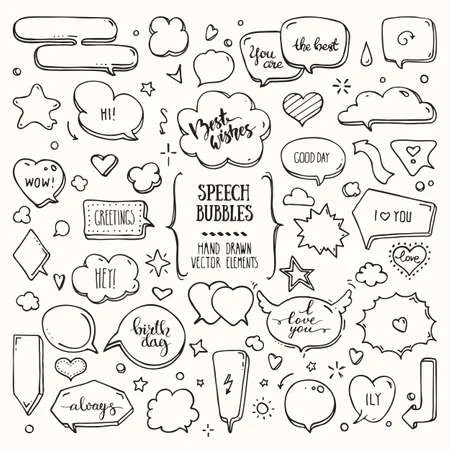 You
are
the best
HI!
Best
wishes
GOOD DAY
WOW!
SPEECH
BUBBLES
GREETINGS
I ♥ YOU
HAND DRAWN
VECTOR ELEMENTS
love
HEY!
I
love
you
birth
day
always
ILY